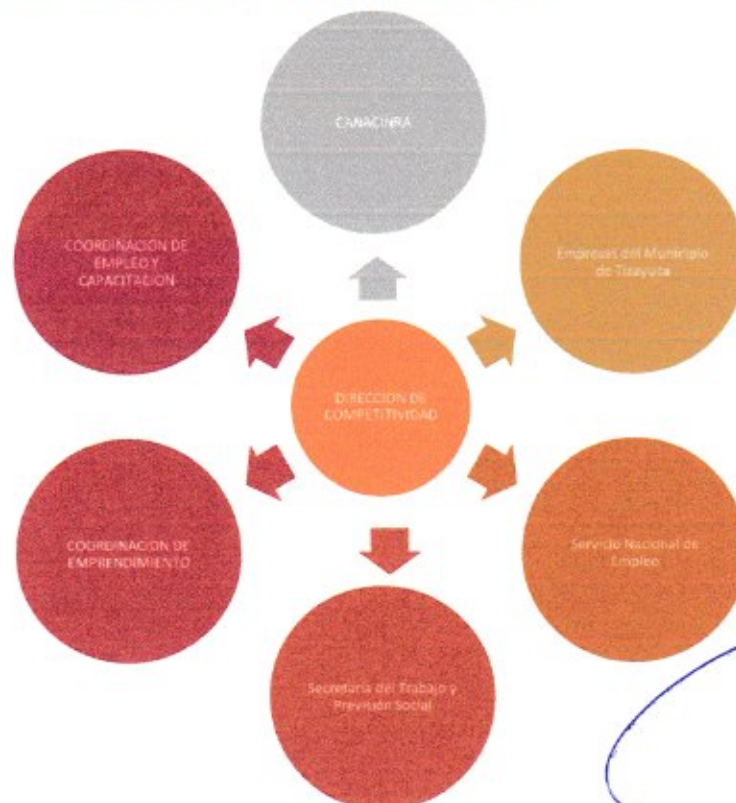 CANACINRA
COORDINACION DE
EMPLEO Y
CAPACITACION
Empresas del Municipio
de Tizayuca
DIRECCION DE
COMPETITIVIDAD
COORDINACION DE
EMPRENDIMIENTO
Servicio Nacional de
Empleo
Secretaría del Trabajo y
Previsión Social